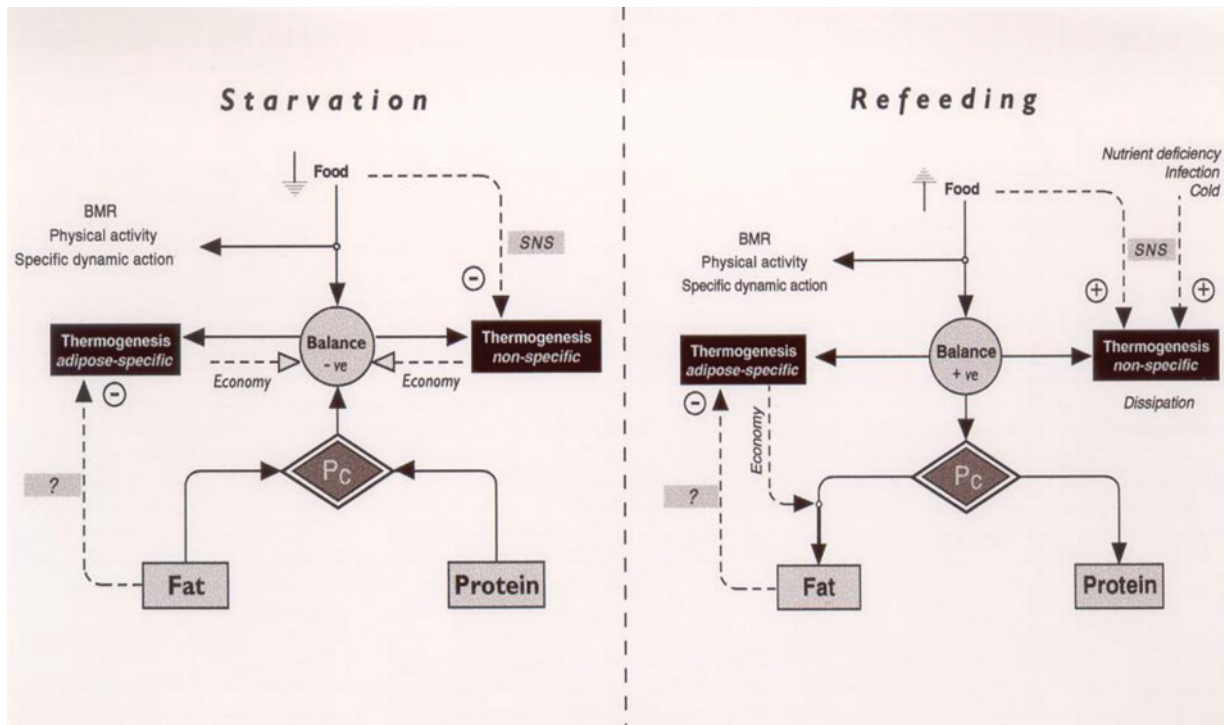 Starvation
Food
SNS
−
BMR
Physical activity
Specific dynamic action
Thermogenesis
adipose-specific
Balance
- ve
Thermogenesis
non-specific
Economy
Economy
−
?
PC
Fat
Protein
Refeeding
Nutrient deficiency
Infection
Cold
Food
SNS
+
+
BMR
Physical activity
Specific dynamic action
Thermogenesis
adipose-specific
Balance
+ ve
Thermogenesis
non-specific
Dissipation
−
Economy
?
PC
Fat
Protein